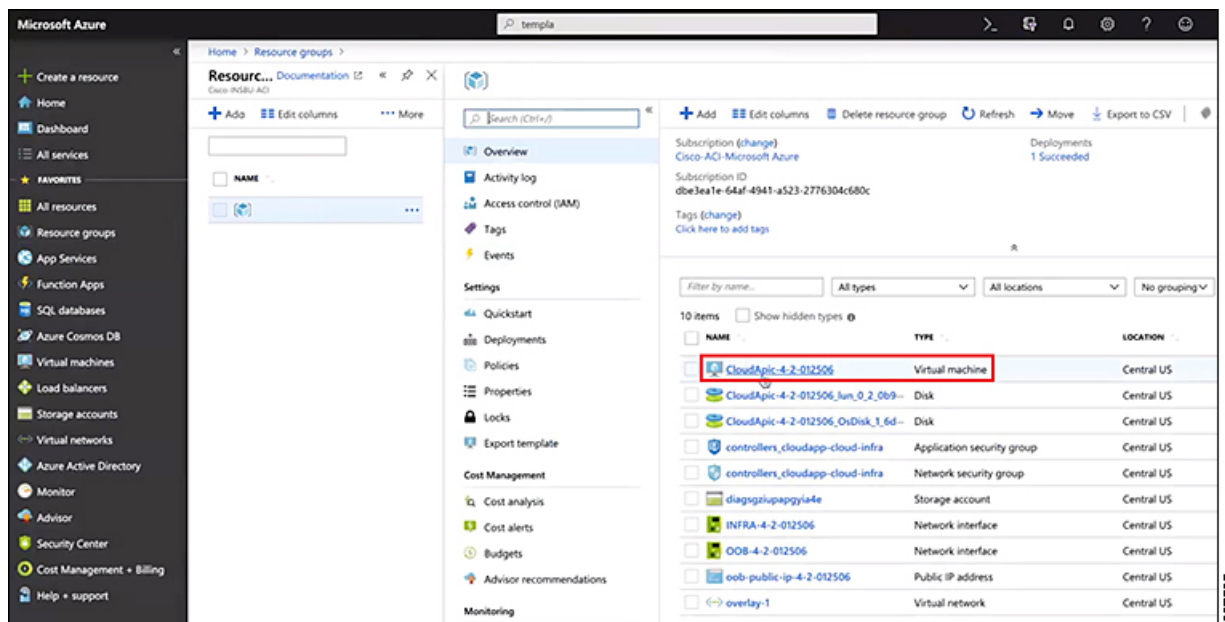 Microsoft Azure
templa
Create a resource
Home
Dashboard
All services
FAVORITES
All resources
Resource groups
App Services
Function Apps
SQL databases
Azure Cosmos DB
Virtual machines
Load balancers
Storage accounts
Virtual networks
Azure Active Directory
Monitor
Advisor
Security Center
Cost Management + Billing
Help + support
Home > Resource groups >
Resourc... Documentation
Cisco-INSBU-ACI
Add Edit columns ••• More
NAME
Search (Ctrl+/)
Overview
Activity log
Access control (IAM)
Tags
Events
Settings
Quickstart
Deployments
Policies
Properties
Locks
Export template
Cost Management
Cost analysis
Cost alerts
Budgets
Advisor recommendations
Monitoring
Add Edit columns Delete resource group Refresh Move Export to CSV
Subscription (change)
Cisco-ACI-Microsoft Azure
Subscription ID
dbe3ea1e-64af-4941-a523-2776304c680c
Tags (change)
Click here to add tags
Deployments
1 Succeeded
Filter by name... All types All locations No grouping
10 items Show hidden types
NAME TYPE LOCATION
CloudApic-4-2-012506 Virtual machine Central US
CloudApic-4-2-012506_lun_0_2_0b9... Disk Central US
CloudApic-4-2-012506_OsDisk_1_6d... Disk Central US
controllers_cloudapp-cloud-infra Application security group Central US
controllers_cloudapp-cloud-infra Network security group Central US
diagsgziupapgyia4e Storage account Central US
INFRA-4-2-012506 Network interface Central US
OOB-4-2-012506 Network interface Central US
oob-public-ip-4-2-012506 Public IP address Central US
overlay-1 Virtual network Central US